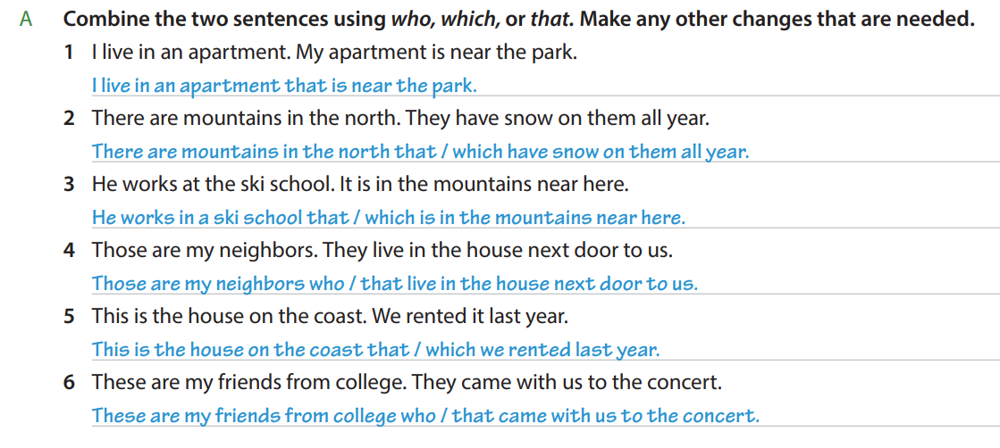 A Combine the two sentences using who, which, or that. Make any other changes that are needed.
1 I live in an apartment. My apartment is near the park.
I live in an apartment that is near the park.
2 There are mountains in the north. They have snow on them all year.
There are mountains in the north that / which have snow on them all year.
3 He works at the ski school. It is in the mountains near here.
He works in a ski school that / which is in the mountains near here.
4 Those are my neighbors. They live in the house next door to us.
Those are my neighbors who / that live in the house next door to us.
5 This is the house on the coast. We rented it last year.
This is the house on the coast that / which we rented last year.
6 These are my friends from college. They came with us to the concert.
These are my friends from college who / that came with us to the concert.